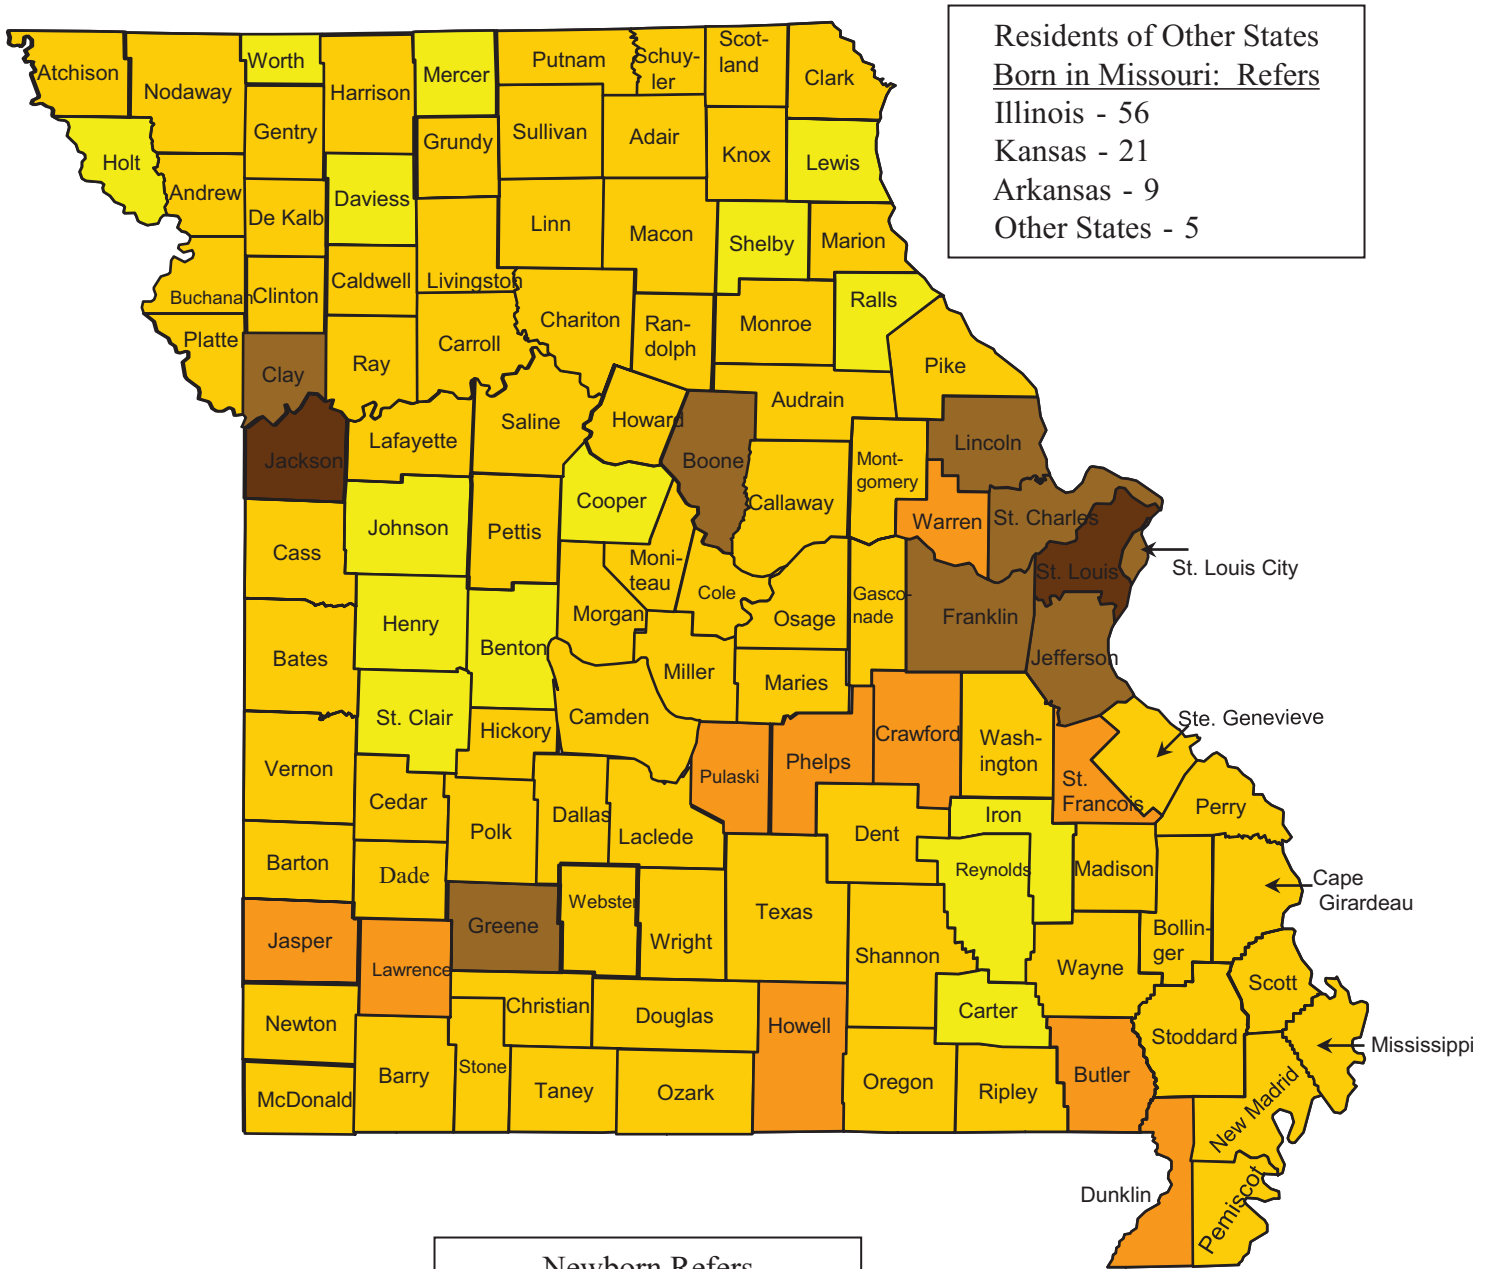 Residents of Other States
Born in Missouri: Refers
Illinois - 56
Kansas - 21
Arkansas - 9
Other States - 5
Atchison
Nodaway
Worth
Harrison
Mercer
Putnam
Schuy-
ler
Scot-
land
Clark
Holt
Gentry
Grundy
Sullivan
Adair
Knox
Lewis
Andrew
De Kalb
Daviess
Linn
Macon
Shelby
Marion
Buchanan
Clinton
Caldwell
Livingston
Chariton
Ran-
dolph
Monroe
Ralls
Platte
Clay
Ray
Carroll
Pike
Audrain
Jackson
Lafayette
Saline
Howard
Boone
Callaway
Mont-
gomery
Lincoln
Cooper
Johnson
Pettis
Warren
St. Charles
Cass
Moni-
teau
Cole
St. Louis
St. Louis City
Henry
Benton
Morgan
Osage
Gasco-
nade
Franklin
Jefferson
Bates
Miller
Maries
St. Clair
Hickory
Camden
Crawford
Wash-
ington
Ste. Genevieve
Vernon
Pulaski
Phelps
St.
Francois
Perry
Cedar
Polk
Dallas
Laclede
Dent
Iron
Barton
Dade
Reynolds
Madison
Cape
Girardeau
Jasper
Lawrence
Greene
Webster
Wright
Texas
Shannon
Wayne
Bollin-
ger
Scott
Newton
Christian
Douglas
Howell
Carter
Stoddard
Mississippi
McDonald
Barry
Stone
Taney
Ozark
Oregon
Ripley
Butler
New Madrid
Dunklin
Pemiscot
Newborn Refers